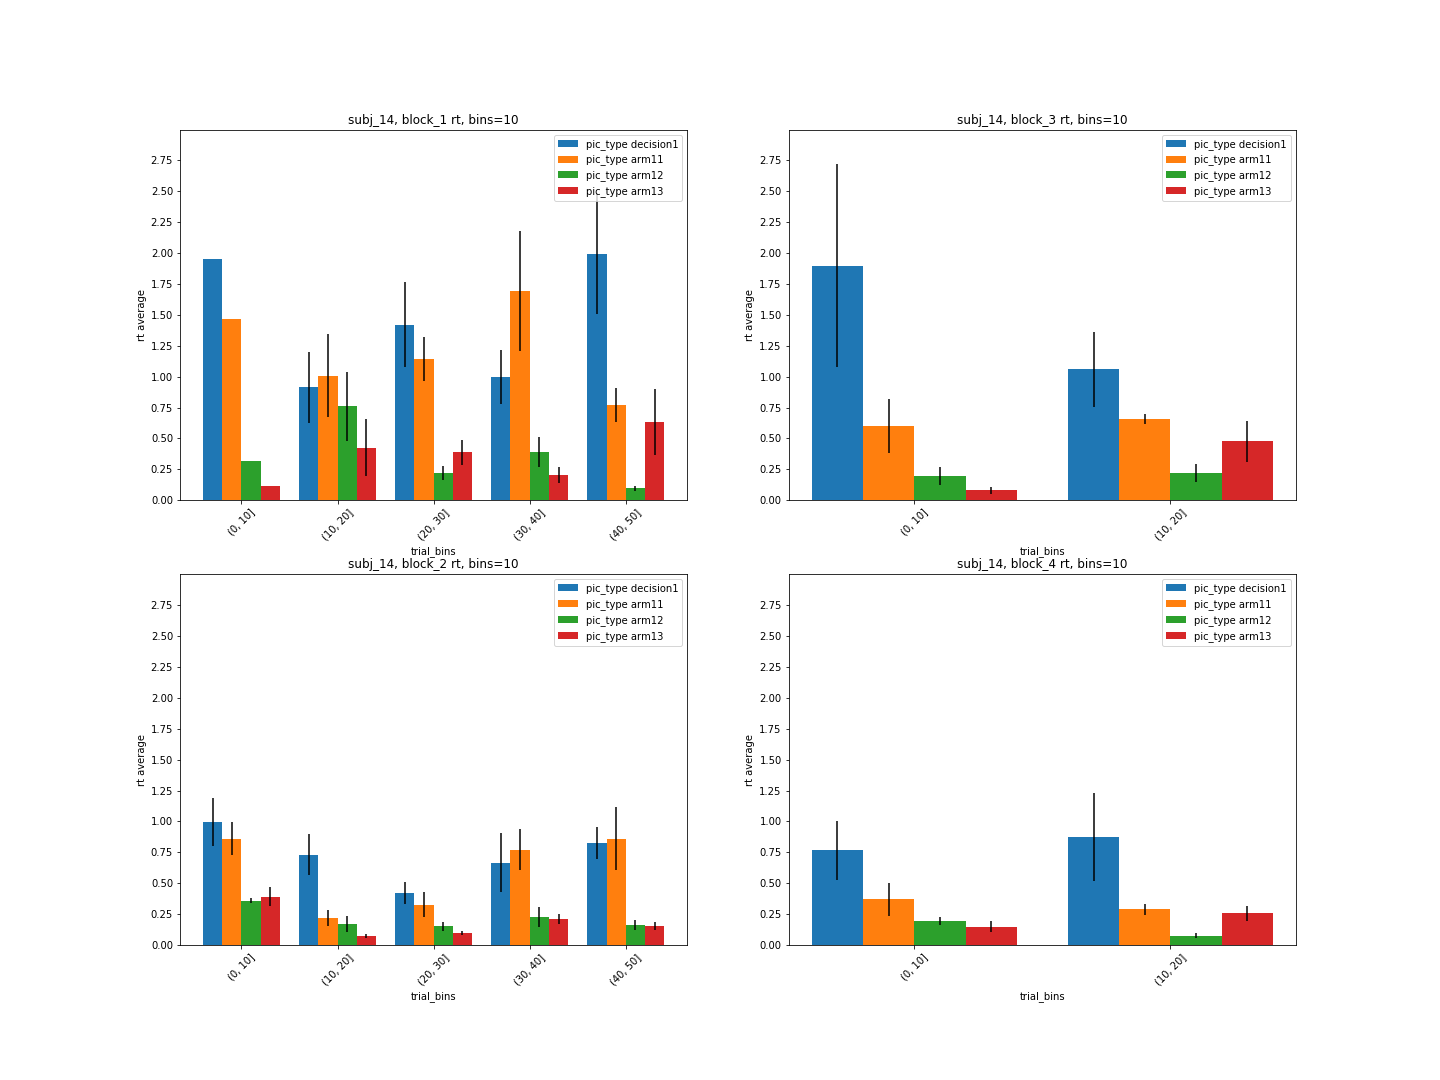 subj_14, block_1 rt, bins=10
pic_type decision1
pic_type arm11
pic_type arm12
pic_type arm13
2.75
2.50
2.25
2.00
1.75
1.50
1.25
1.00
0.75
0.50
0.25
0.00
rt average
(0, 10]
(10, 20]
(20, 30]
(30, 40]
(40, 50]
trial_bins
subj_14, block_3 rt, bins=10
pic_type decision1
pic_type arm11
pic_type arm12
pic_type arm13
2.75
2.50
2.25
2.00
1.75
1.50
1.25
1.00
0.75
0.50
0.25
0.00
rt average
(0, 10]
(10, 20]
trial_bins
subj_14, block_2 rt, bins=10
pic_type decision1
pic_type arm11
pic_type arm12
pic_type arm13
2.75
2.50
2.25
2.00
1.75
1.50
1.25
1.00
0.75
0.50
0.25
0.00
rt average
(0, 10]
(10, 20]
(20, 30]
(30, 40]
(40, 50]
trial_bins
subj_14, block_4 rt, bins=10
pic_type decision1
pic_type arm11
pic_type arm12
pic_type arm13
2.75
2.50
2.25
2.00
1.75
1.50
1.25
1.00
0.75
0.50
0.25
0.00
rt average
(0, 10]
(10, 20]
trial_bins